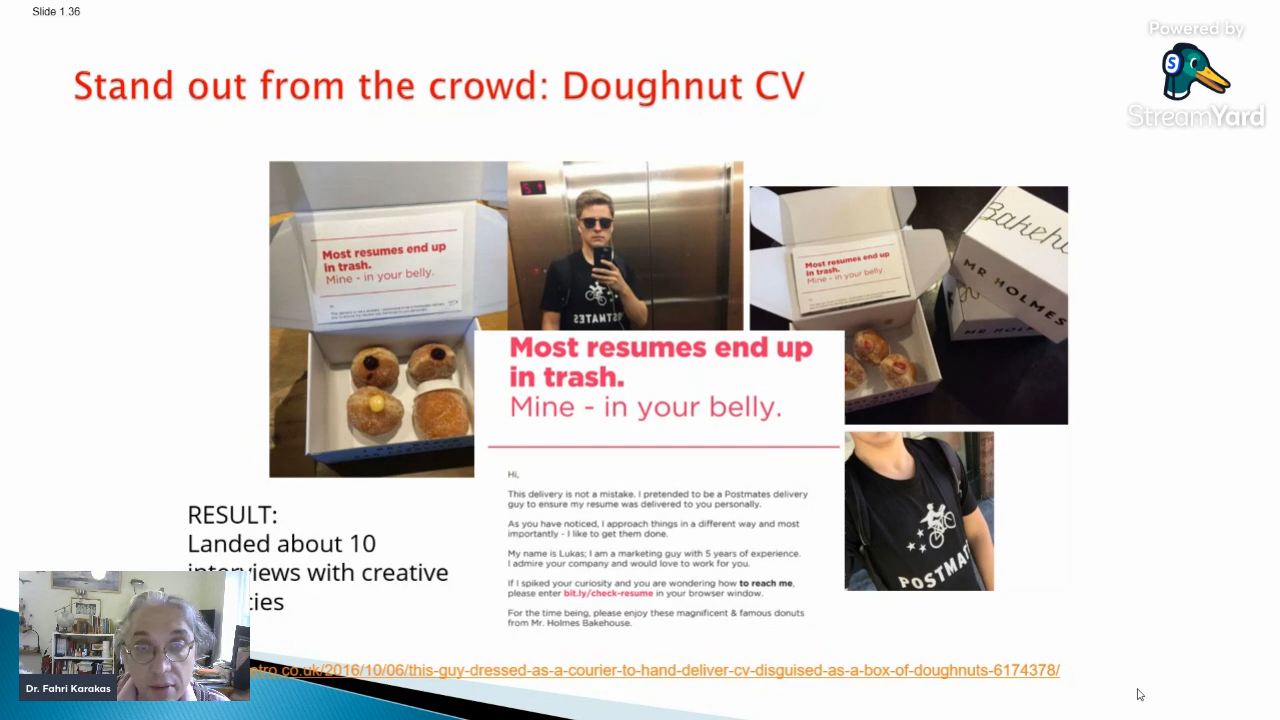 Slide 1.36
Powered by
StreamYard
Stand out from the crowd: Doughnut CV
Most resumes end up
in trash.
Mine - in your belly.
5
POSTMATES
Most resumes end up
in trash.
Mine - in your belly.
Bakeh
MR HOLMES
MR HOLM
Most resumes end up
in trash.
Mine - in your belly.
Hi,
This delivery is not a mistake. I pretended to be a Postmates delivery
guy to ensure my resume was delivered to you personally.
As you have noticed, I approach things in a different way and most
importantly - I like to get them done.
My name is Lukas; I am a marketing guy with 5 years of experience.
I admire your company and would love to work for you.
If I spiked your curiosity and you are wondering how to reach me,
please enter bit.ly/check-resume in your browser window.
For the time being, please enjoy these magnificent & famous donuts
from Mr. Holmes Bakehouse.
POSTMA
RESULT:
Landed about 10
interviews with creative
ties
etro.co.uk/2016/10/06/this-guy-dressed-as-a-courier-to-hand-deliver-cv-disguised-as-a-box-of-doughnuts-6174378/
Dr. Fahri Karakas